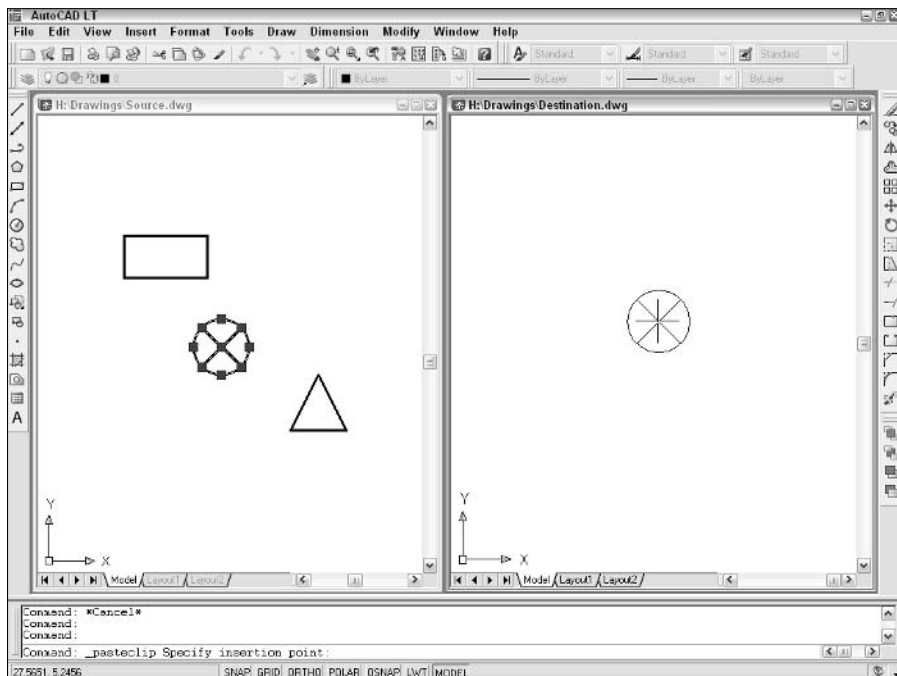 AutoCAD LT
File Edit View Insert Format Tools Draw Dimension Modify Window Help
Standard Standard Standard
0 ByLayer ByLayer ByLayer ByLayer
H:\Drawings\Source.dwg
H:\Drawings\Destination.dwg
A
Y
X
Y
X
Model Layout1 Layout2
Model Layout1 Layout2
Command: *Cancel*
Command:
Command:
Command: _pasteclip Specify insertion point:
27.5651, 5.2456 SNAP GRID ORTHO POLAR OSNAP LWT MODEL